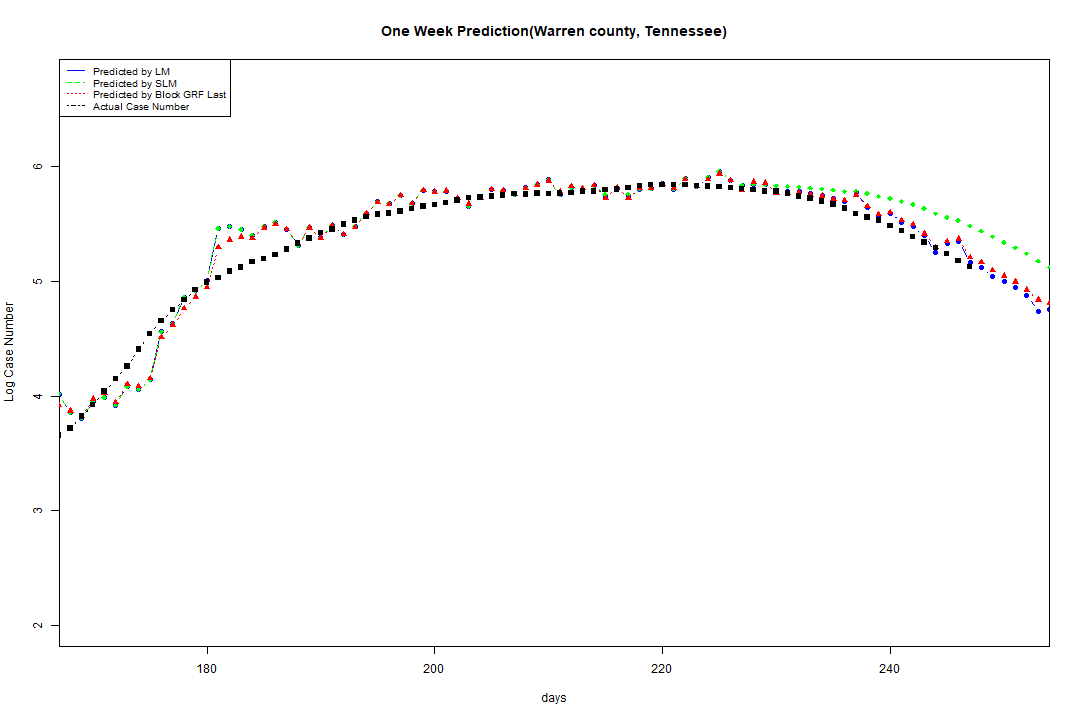 One Week Prediction(Warren county, Tennessee)
Predicted by LM
Predicted by SLM
Predicted by Block GRF Last
Actual Case Number
6
5
4
3
2
Log Case Number
180 200 220 240
days